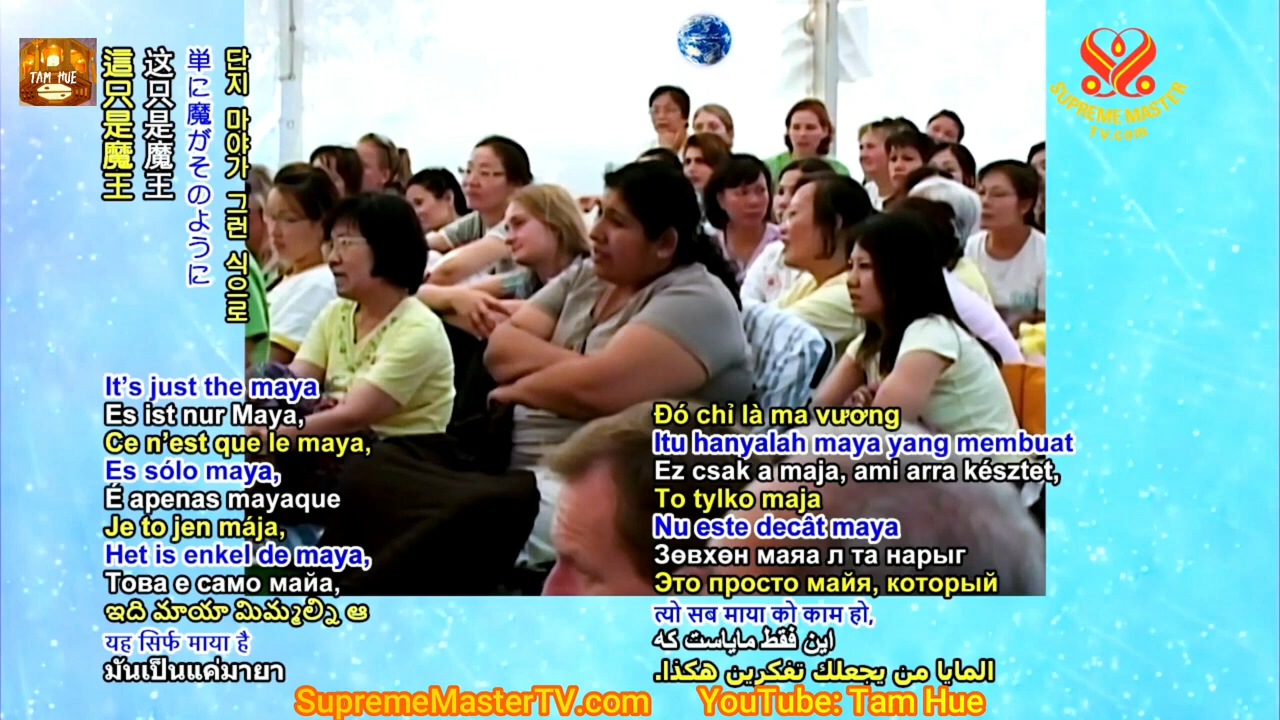 TAM HUE
這只是魔王
这只是魔王
単に魔がそのように
단지 마야가 그런 식으로
SUPREME MASTER
TV.com
It's just the maya
Es ist nur Maya,
Ce n'est que le maya,
Es sólo maya,
É apenas mayaque
Je to jen mája,
Het is enkel de maya,
Това е само майа,
ఇది మాయా మిమ్మల్ని ఆ
यह सिर्फ माया है
มันเป็นแค่มายา
Đó chỉ là ma vương
Itu hanyalah maya yang membuat
Ez csak a maja, ami arra késztet,
To tylko maja
Nu este decât maya
Зөвхөн маяа л та нарыг
Это просто майя, который
त्यो सब माया को काम हो,
این فقط مایاست که
المايا من يجعلك تفكرين هكذا.
SupremeMasterTV.com YouTube: Tam Hue